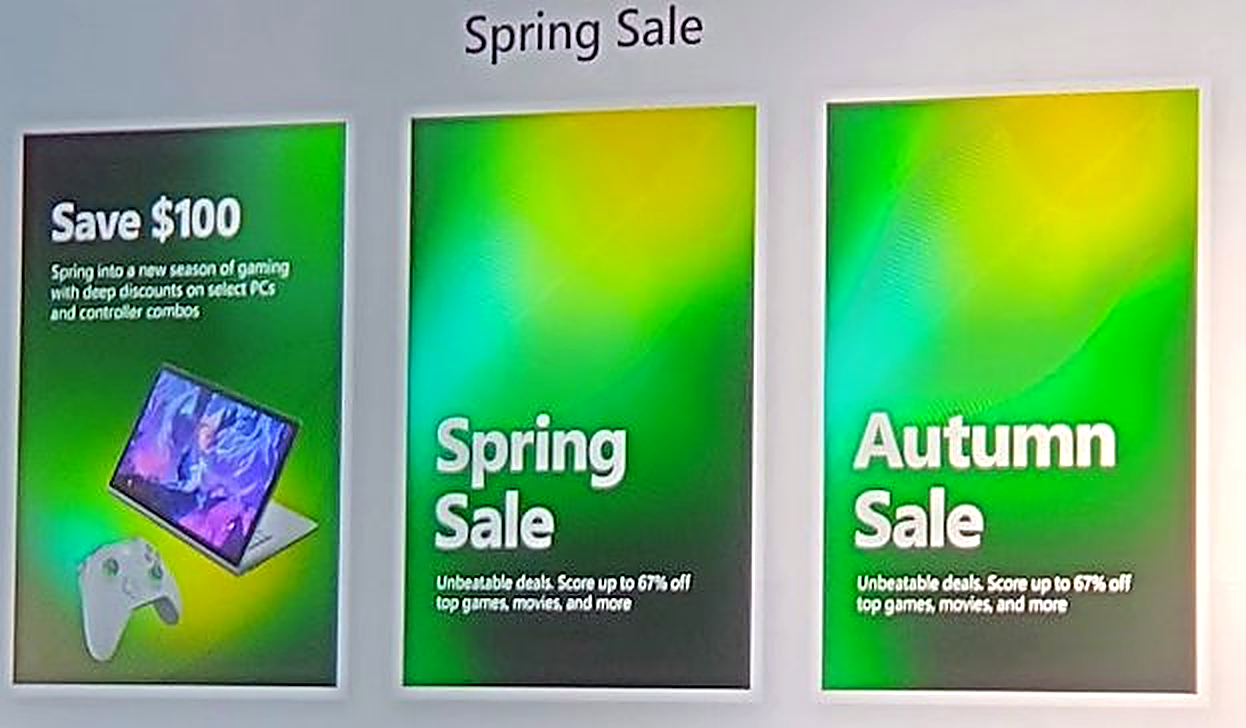 Spring Sale
Save $100
Spring into a new season of gaming
with deep discounts on select PCs
and controller combos
Spring
Sale
Unbeatable deals. Score up to 67% off
top games, movies, and more
Autumn
Sale
Unbeatable deals. Score up to 67% off
top games, movies, and more